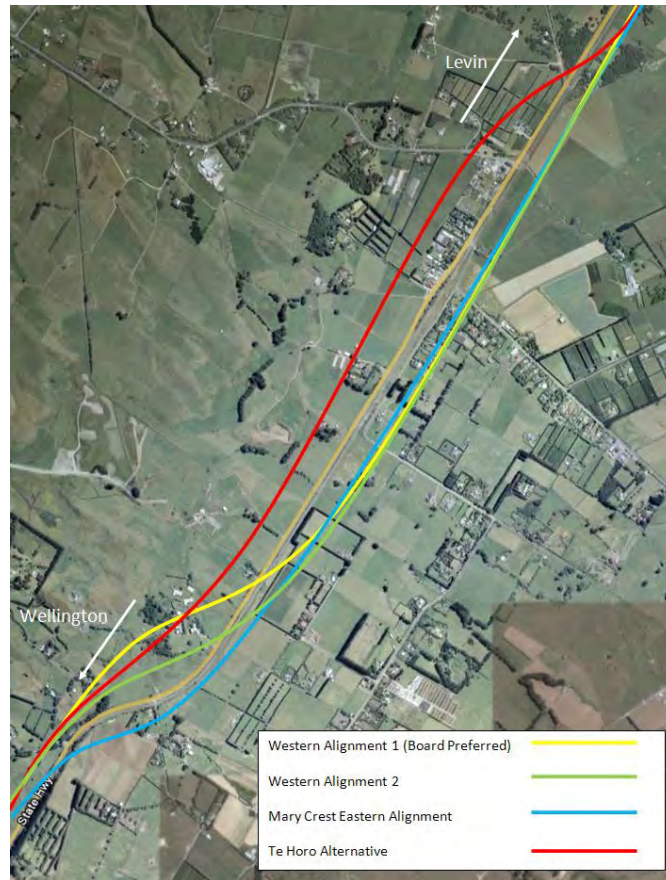 Levin
Wellington
State Hwy
Western Alignment 1 (Board Preferred)
Western Alignment 2
Mary Crest Eastern Alignment
Te Horo Alternative